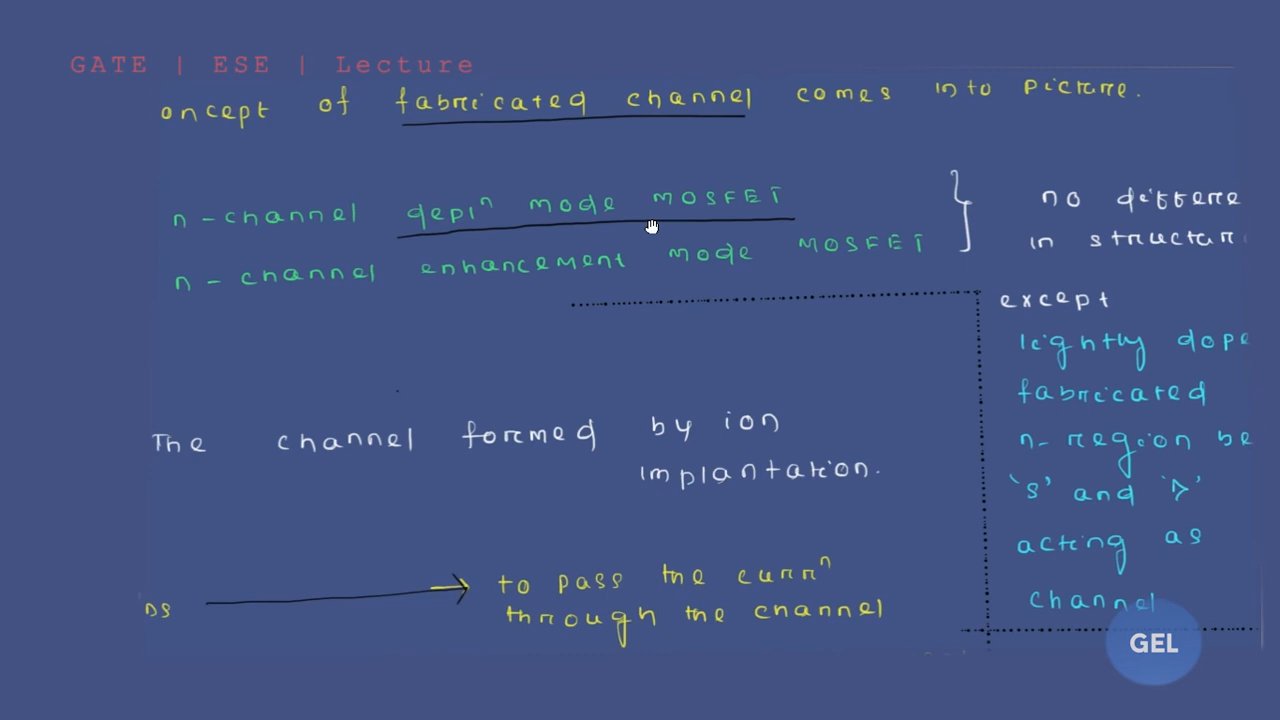 GATE | ESE | Lecture
oncept of fabricated channel comes into picture.
n-channel depl^n mode MOSFET
n-channel enhancement mode MOSFET
no differe
in structur
except
lightly dope
fabricated
n-region be
's' and 'D'
acting as
channel
The channel formed by ion
implantation.
DS → to pass the curr^n
through the channel
GEL